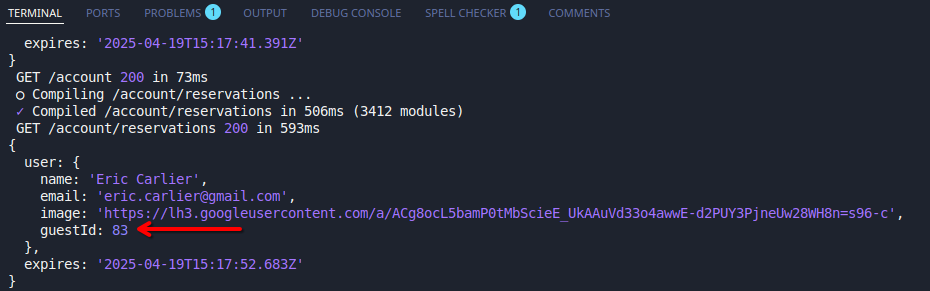 TERMINAL PORTS PROBLEMS 1 OUTPUT DEBUG CONSOLE SPELL CHECKER 1 COMMENTS
expires: '2025-04-19T15:17:41.391Z'
}
GET /account 200 in 73ms
○ Compiling /account/reservations ...
✓ Compiled /account/reservations in 506ms (3412 modules)
GET /account/reservations 200 in 593ms
{
user: {
name: 'Eric Carlier',
email: 'eric.carlier@gmail.com',
image: 'https://lh3.googleusercontent.com/a/ACg8ocL5bamP0tMbScieE_UkAAuVd33o4awwE-d2PUY3PjneUw28WH8n=s96-c',
guestId: 83
},
expires: '2025-04-19T15:17:52.683Z'
}